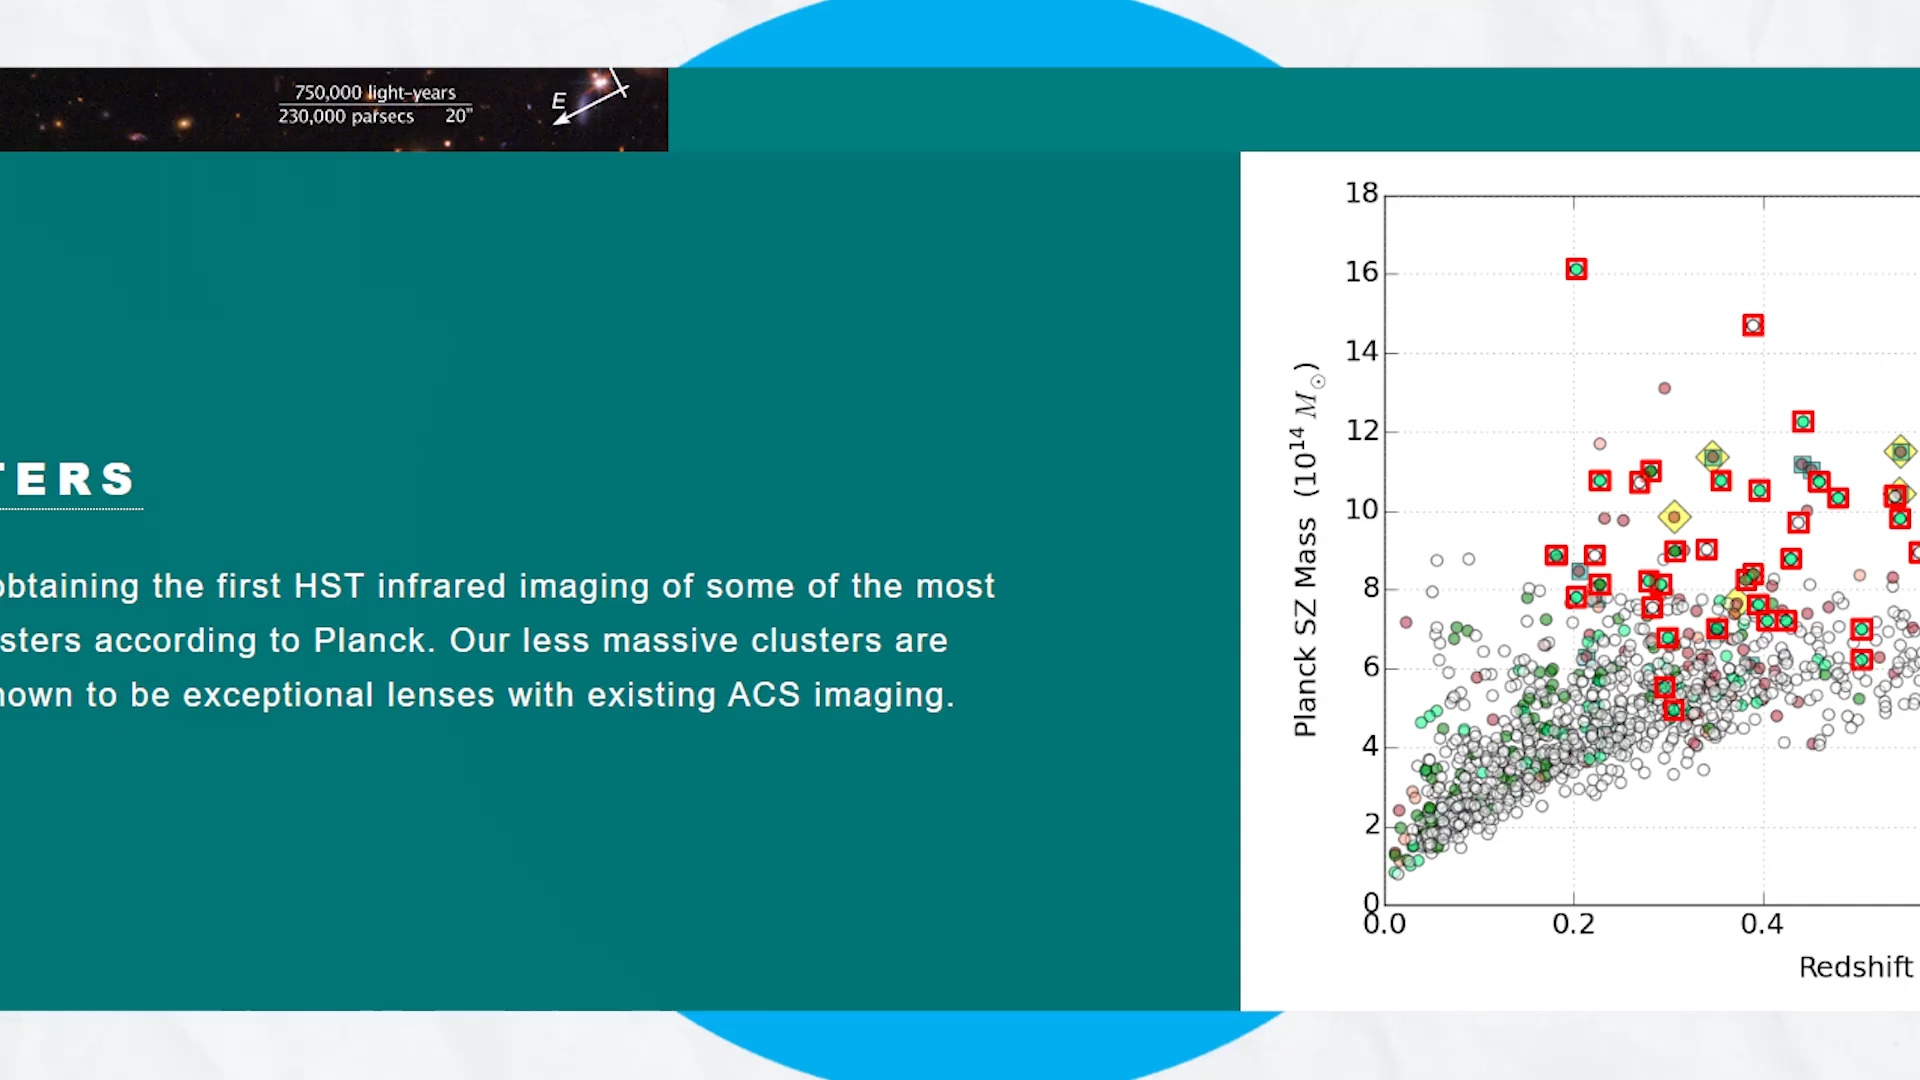 750,000 light-years
230,000 parsecs 20"
E
TERS
obtaining the first HST infrared imaging of some of the most
sters according to Planck. Our less massive clusters are
nown to be exceptional lenses with existing ACS imaging.
18
16
14
12
10
8
6
4
2
0
Planck SZ Mass (10¹⁴ M☉)
0.0 0.2 0.4
Redshift